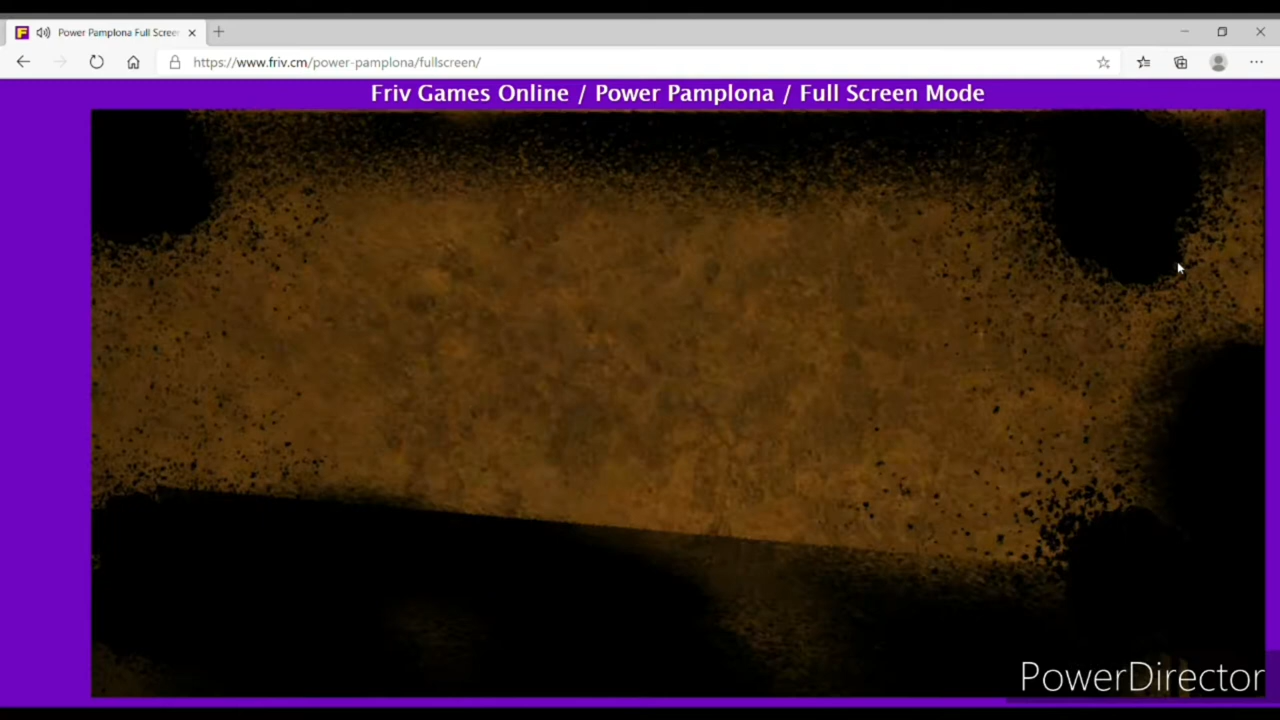 Power Pamplona Full Scree
https://www.friv.cm/power-pamplona/fullscreen/
Friv Games Online / Power Pamplona / Full Screen Mode
PowerDirector